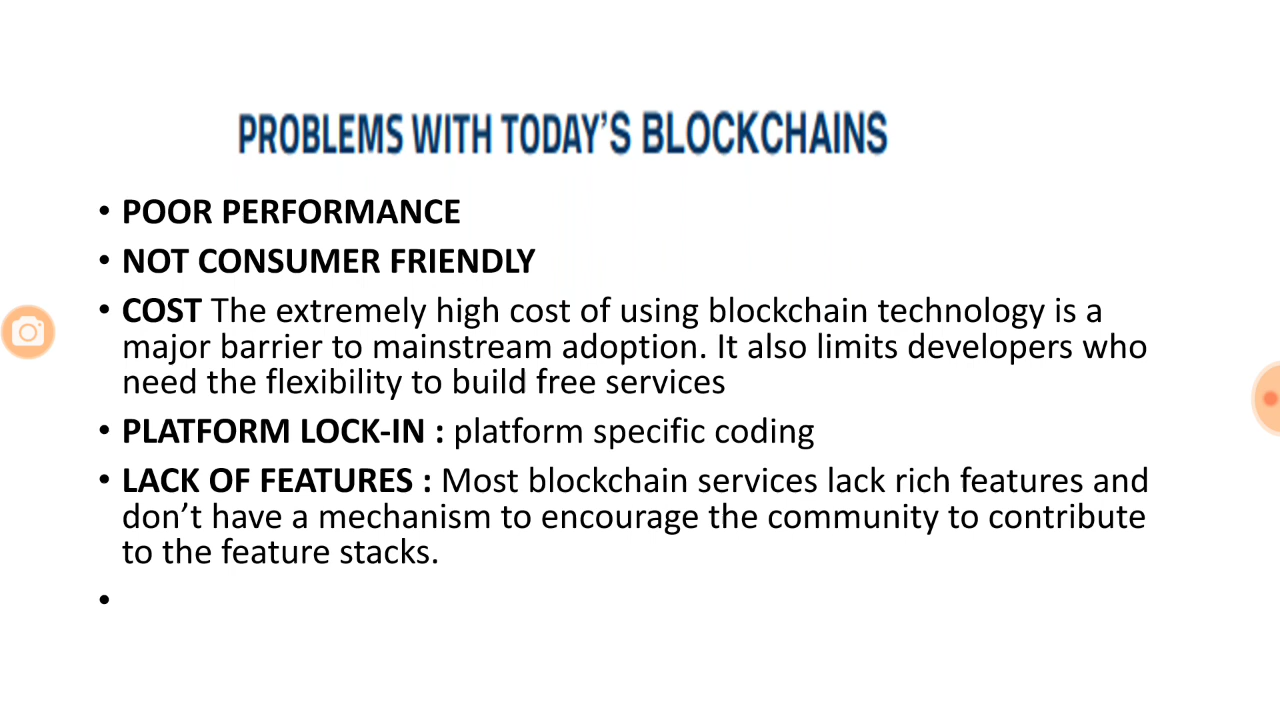 PROBLEMS WITH TODAY’S BLOCKCHAINS
• POOR PERFORMANCE
• NOT CONSUMER FRIENDLY
• COST The extremely high cost of using blockchain technology is a
major barrier to mainstream adoption. It also limits developers who
need the flexibility to build free services
• PLATFORM LOCK-IN : platform specific coding
• LACK OF FEATURES : Most blockchain services lack rich features and
don’t have a mechanism to encourage the community to contribute
to the feature stacks.
•